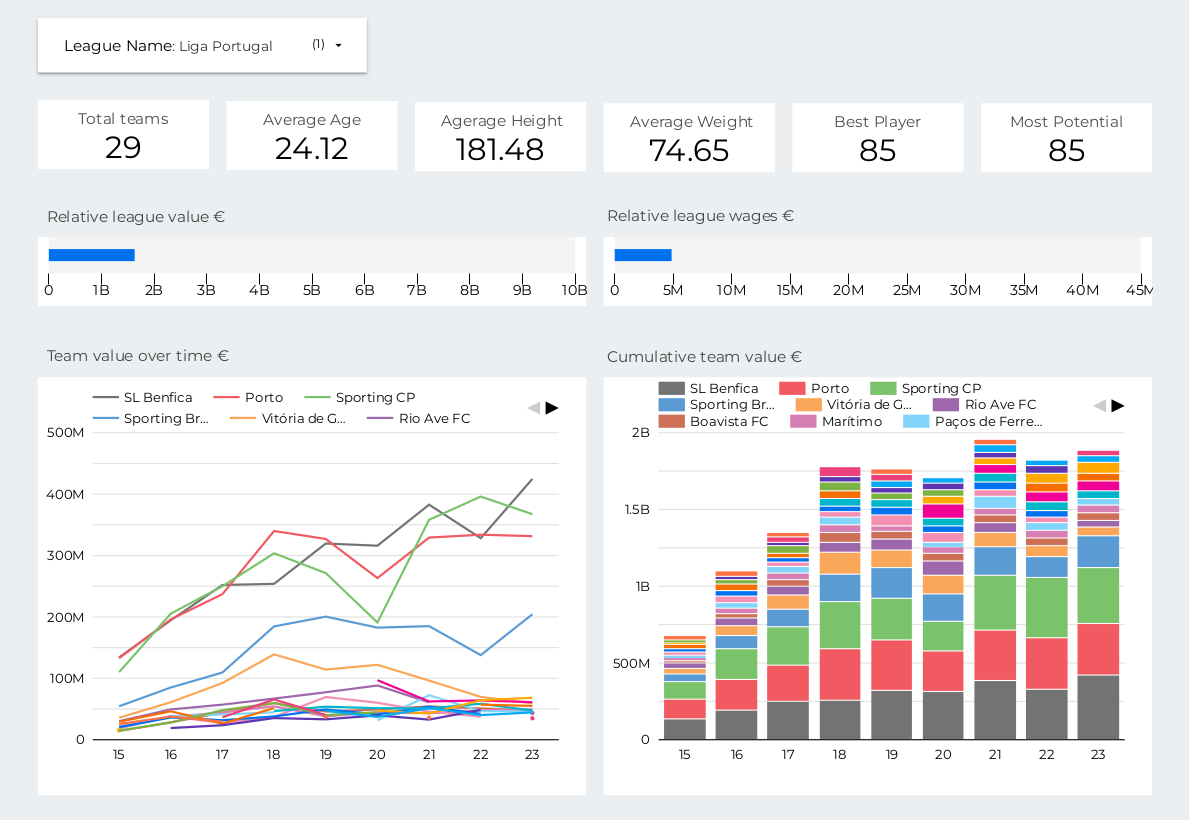 League Name: Liga Portugal (1)
Total teams
29
Average Age
24.12
Agerage Height
181.48
Average Weight
74.65
Best Player
85
Most Potential
85
Relative league value €
0 1B 2B 3B 4B 5B 6B 7B 8B 9B 10B
Relative league wages €
0 5M 10M 15M 20M 25M 30M 35M 40M 45M
Team value over time €
SL Benfica Porto Sporting CP
Sporting Br... Vitória de G... Rio Ave FC
500M
400M
300M
200M
100M
0
15 16 17 18 19 20 21 22 23
Cumulative team value €
SL Benfica Porto Sporting CP
Sporting Br... Vitória de G... Rio Ave FC
Boavista FC Marítimo Paços de Ferre...
2B
1.5B
1B
500M
0
15 16 17 18 19 20 21 22 23